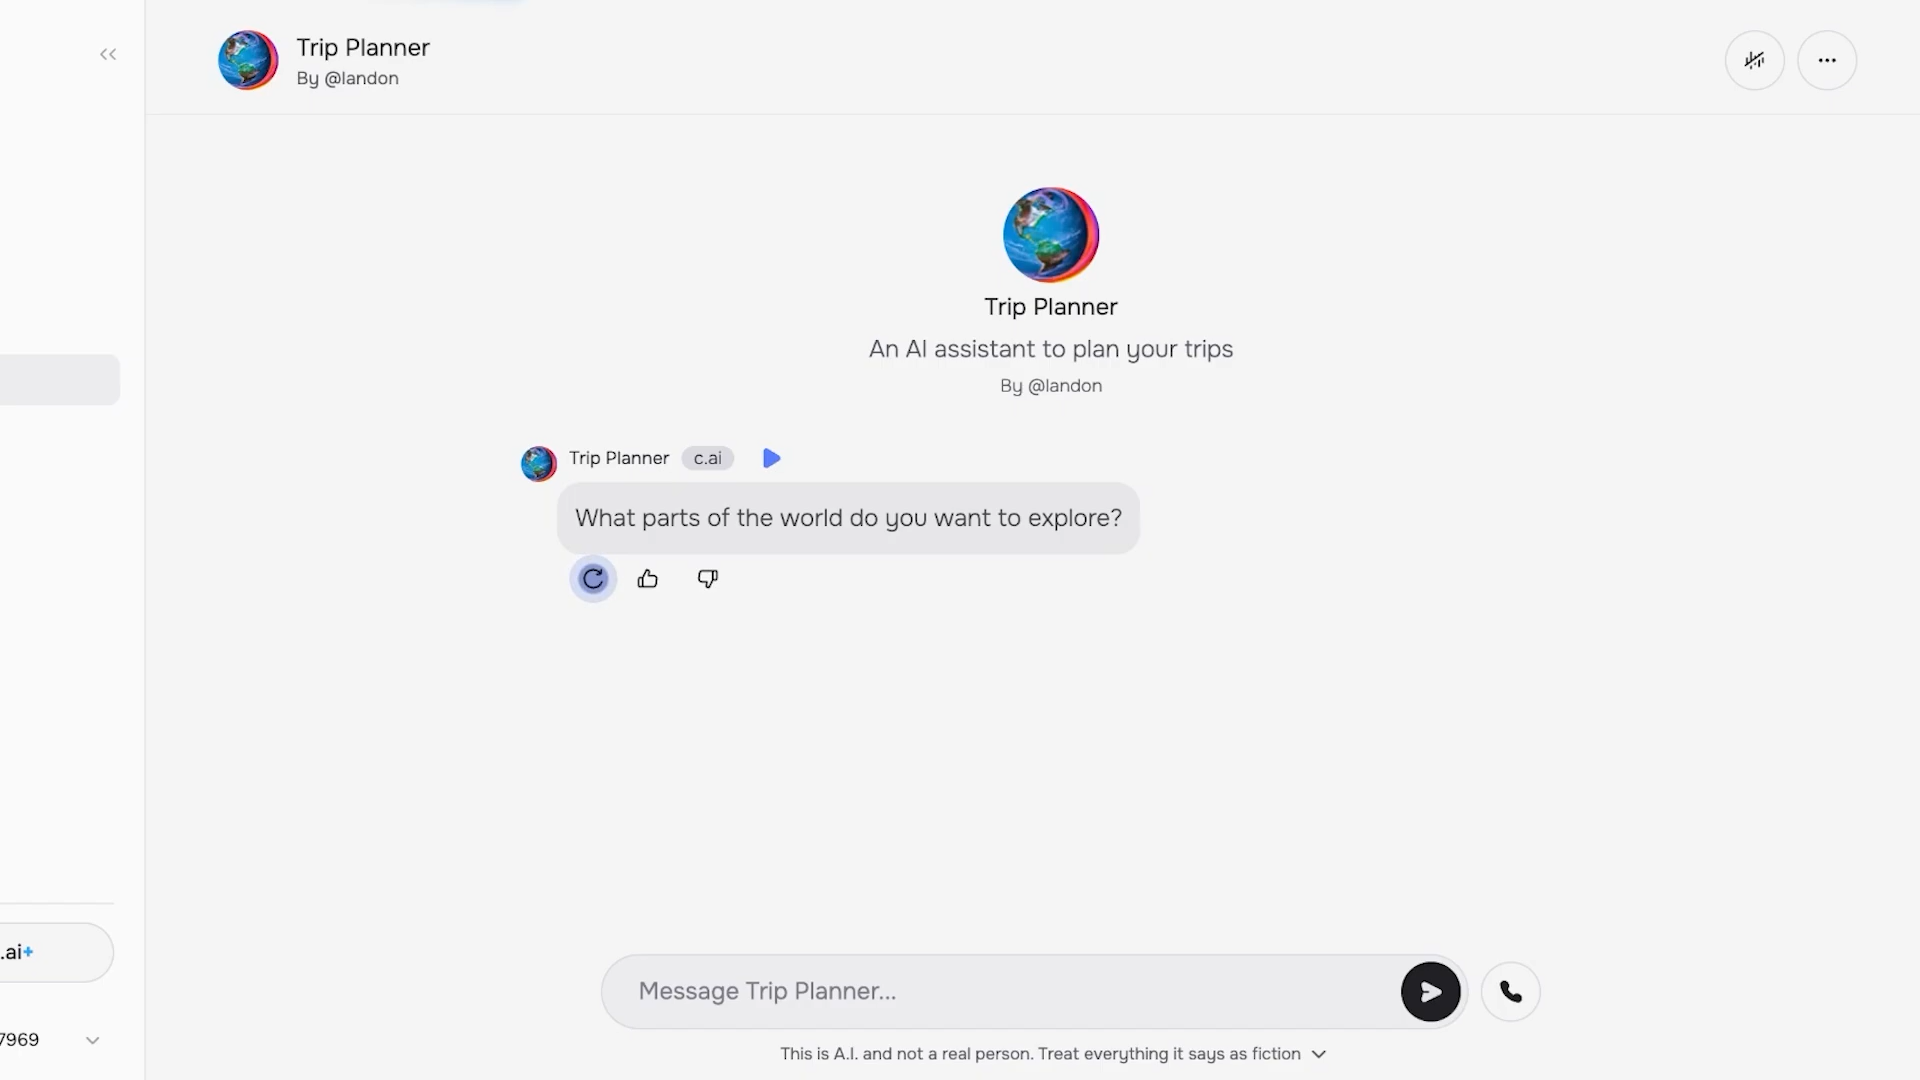 Trip Planner
By @landon
Trip Planner
An AI assistant to plan your trips
By @landon
Trip Planner c.ai
What parts of the world do you want to explore?
.ai+
Message Trip Planner...
7969
This is A.I. and not a real person. Treat everything it says as fiction